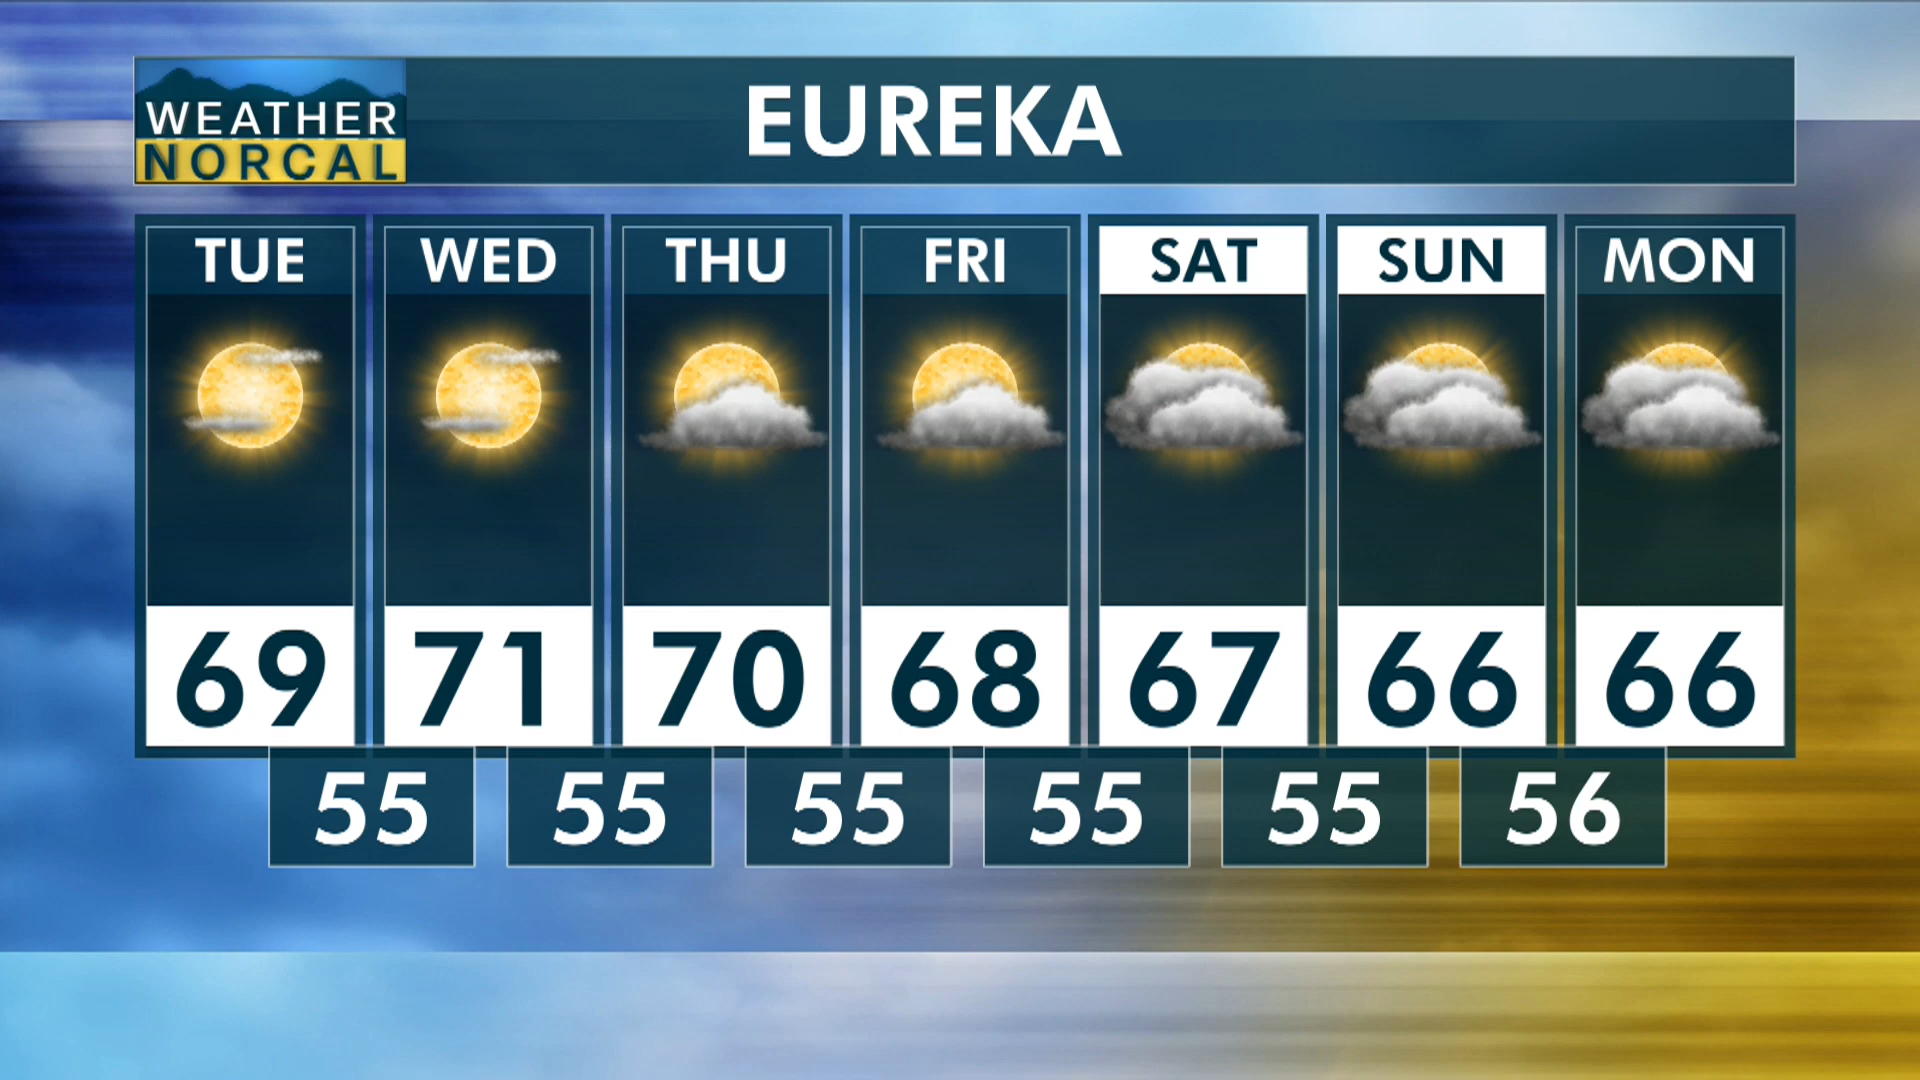 WEATHER
NORCAL
EUREKA
TUE WED THU FRI SAT SUN MON
69 71 70 68 67 66 66
55 55 55 55 55 56